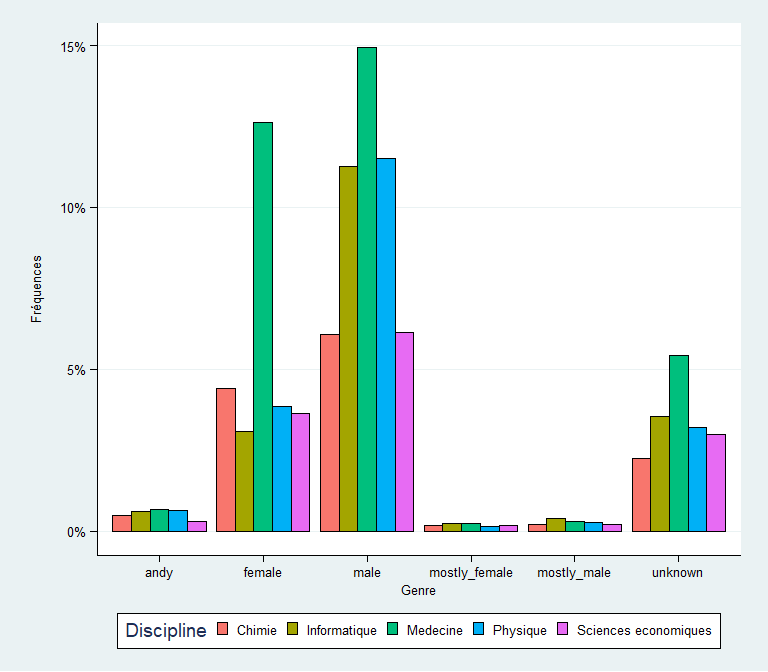 15%
10%
5%
0%
Fréquences
andy female male mostly_female mostly_male unknown
Genre
Discipline Chimie Informatique Medecine Physique Sciences economiques